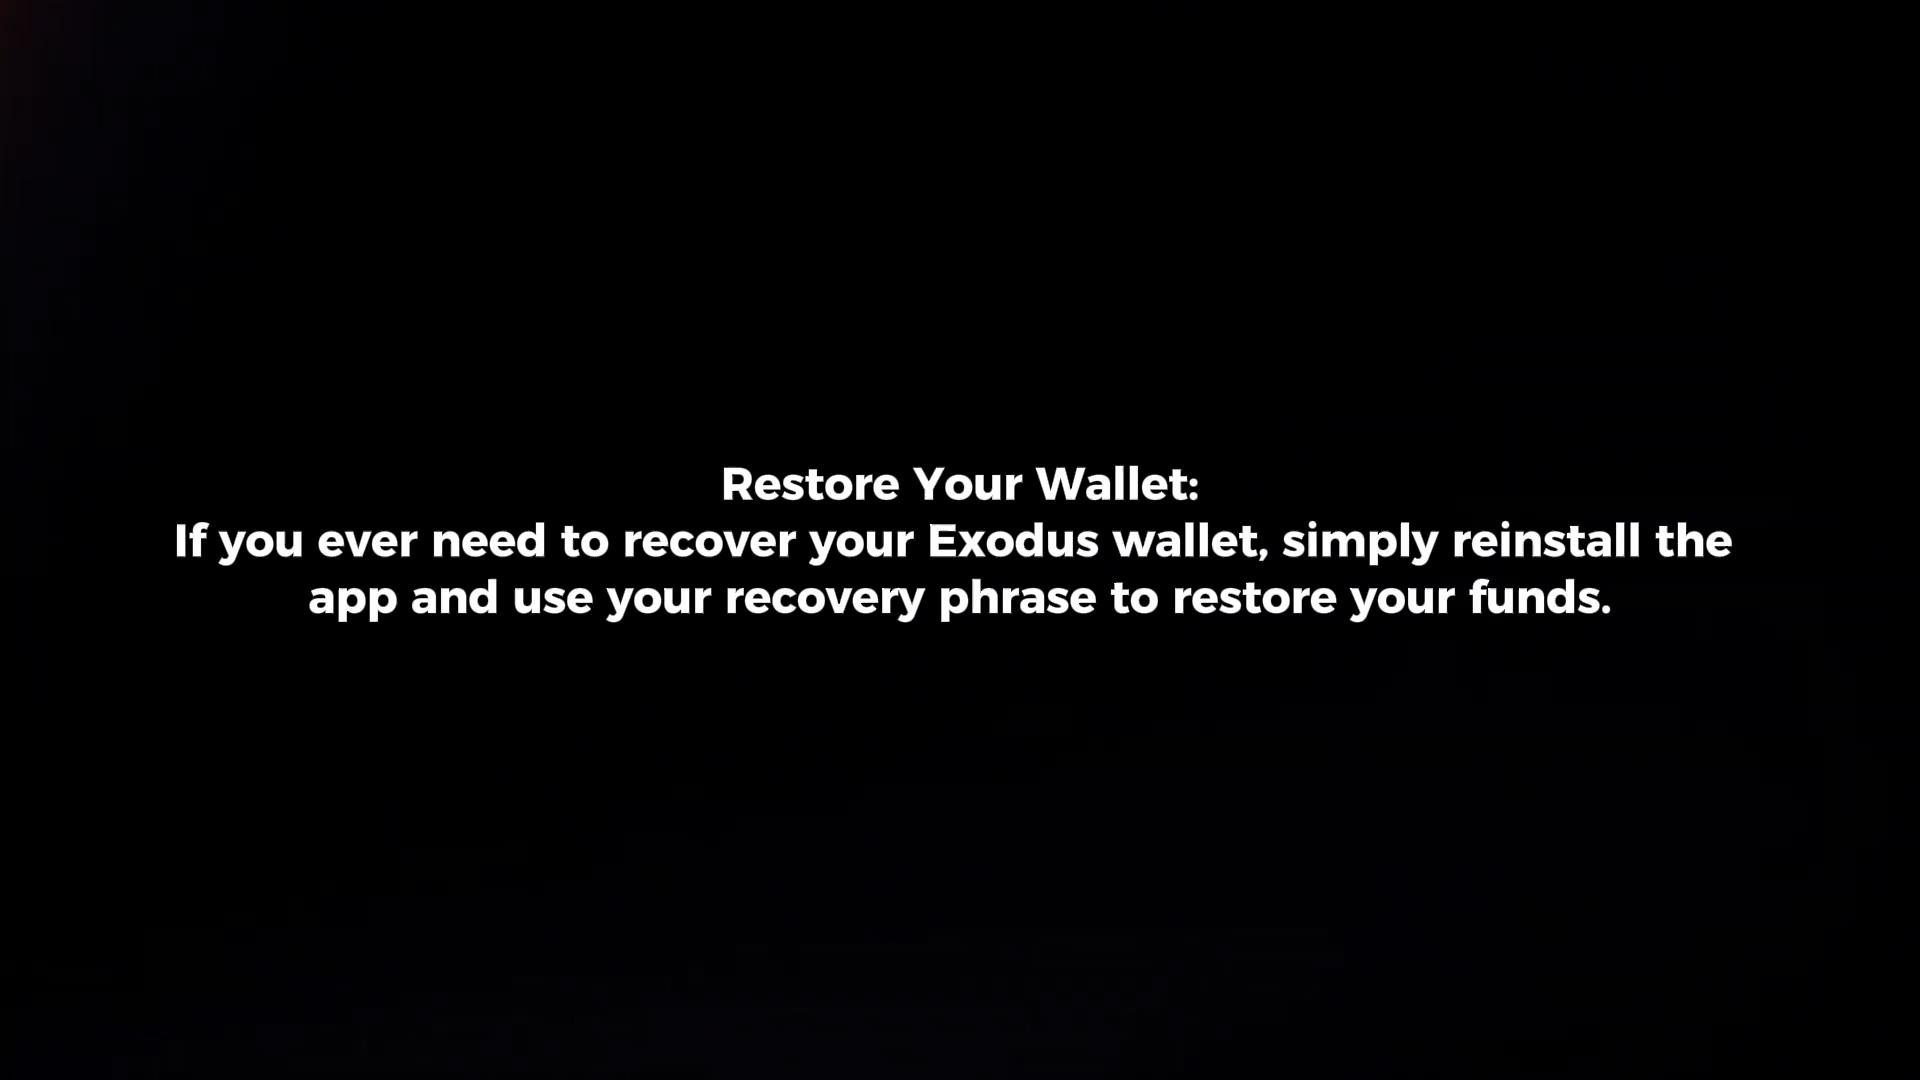 Restore Your Wallet:
If you ever need to recover your Exodus wallet, simply reinstall the
app and use your recovery phrase to restore your funds.